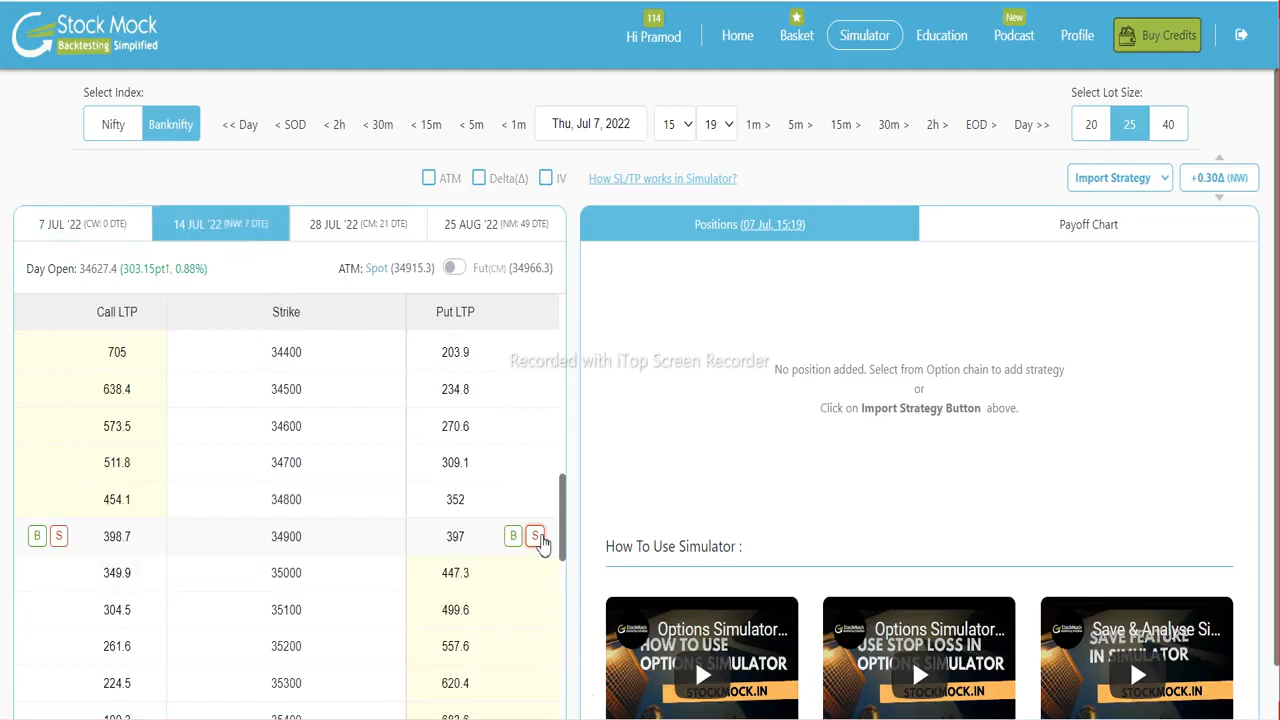 Stock Mock
Backtesting Simplified
114
Hi Pramod
Home
Basket
Simulator
Education
New
Podcast
Profile
Buy Credits
Select Index:
Select Lot Size:
Nifty
Banknifty
<< Day
< SOD
< 2h
< 30m
< 15m
< 5m
< 1m
Thu, Jul 7, 2022
15
19
1m >
5m >
15m >
30m >
2h >
EOD >
Day >>
20
25
40
ATM
Delta(Δ)
IV
How SL/TP works in Simulator?
Import Strategy
+0.30Δ (NW)
7 JUL '22 (CW: 0 DTE)
14 JUL '22 (NW: 7 DTE)
28 JUL '22 (CM: 21 DTE)
25 AUG '22 (NM: 49 DTE)
Positions (07 Jul, 15:19)
Payoff Chart
Day Open: 34627.4 (303.15pt↑, 0.88%)
ATM: Spot (34915.3)
Fut(CM) (34966.3)
Call LTP Strike Put LTP
705 34400 203.9
638.4 34500 234.8
573.5 34600 270.6
511.8 34700 309.1
454.1 34800 352
B S 398.7 34900 397 B S
349.9 35000 447.3
304.5 35100 499.6
261.6 35200 557.6
224.5 35300 620.4
Recorded with iTop Screen Recorder
No position added. Select from Option chain to add strategy
or
Click on Import Strategy Button above.
How To Use Simulator :
StockMock
Options Simulator...
HOW TO USE
OPTIONS SIMULATOR
STOCKMOCK.IN
StockMock
Options Simulator...
USE STOP LOSS IN
OPTIONS SIMULATOR
STOCKMOCK.IN
StockMock
Save & Analyse Si...
SAVE FEATURE
IN SIMULATOR
STOCKMOCK.IN